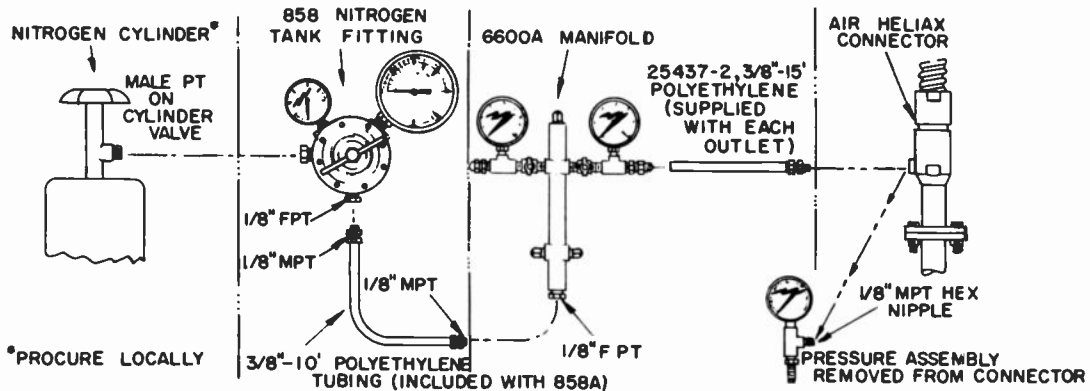 NITROGEN CYLINDER*
MALE PT
ON
CYLINDER
VALVE
*PROCURE LOCALLY
858 NITROGEN
TANK FITTING
1/8" FPT
1/8" MPT
1/8" MPT
3/8"-10' POLYETHYLENE
TUBING (INCLUDED WITH 858A)
6600A MANIFOLD
25437-2, 3/8"-15'
POLYETHYLENE
(SUPPLIED
WITH EACH
OUTLET)
1/8" F PT
AIR HELIAX
CONNECTOR
1/8" MPT HEX
NIPPLE
PRESSURE ASSEMBLY
REMOVED FROM CONNECTOR